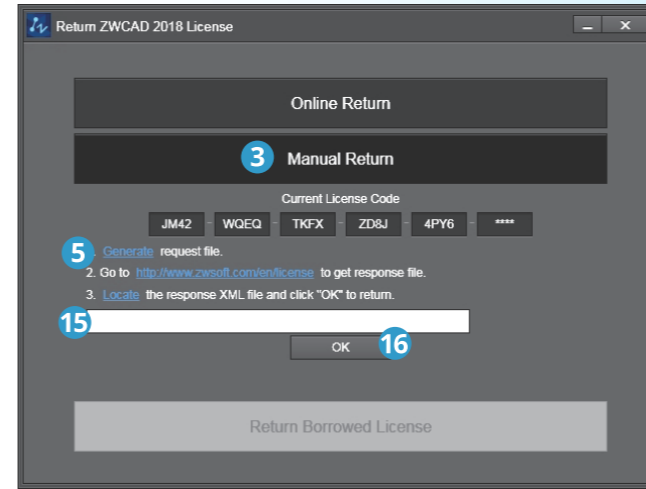 Return ZWCAD 2018 License
Online Return
3 Manual Return
Current License Code
JM42 - WQEQ - TKFX - ZD8J - 4PY6 - ****
5 . Generate request file.
2. Go to http://www.zwsoft.com/en/license to get response file.
3. Locate the response XML file and click "OK" to return.
15
OK 16
Return Borrowed License